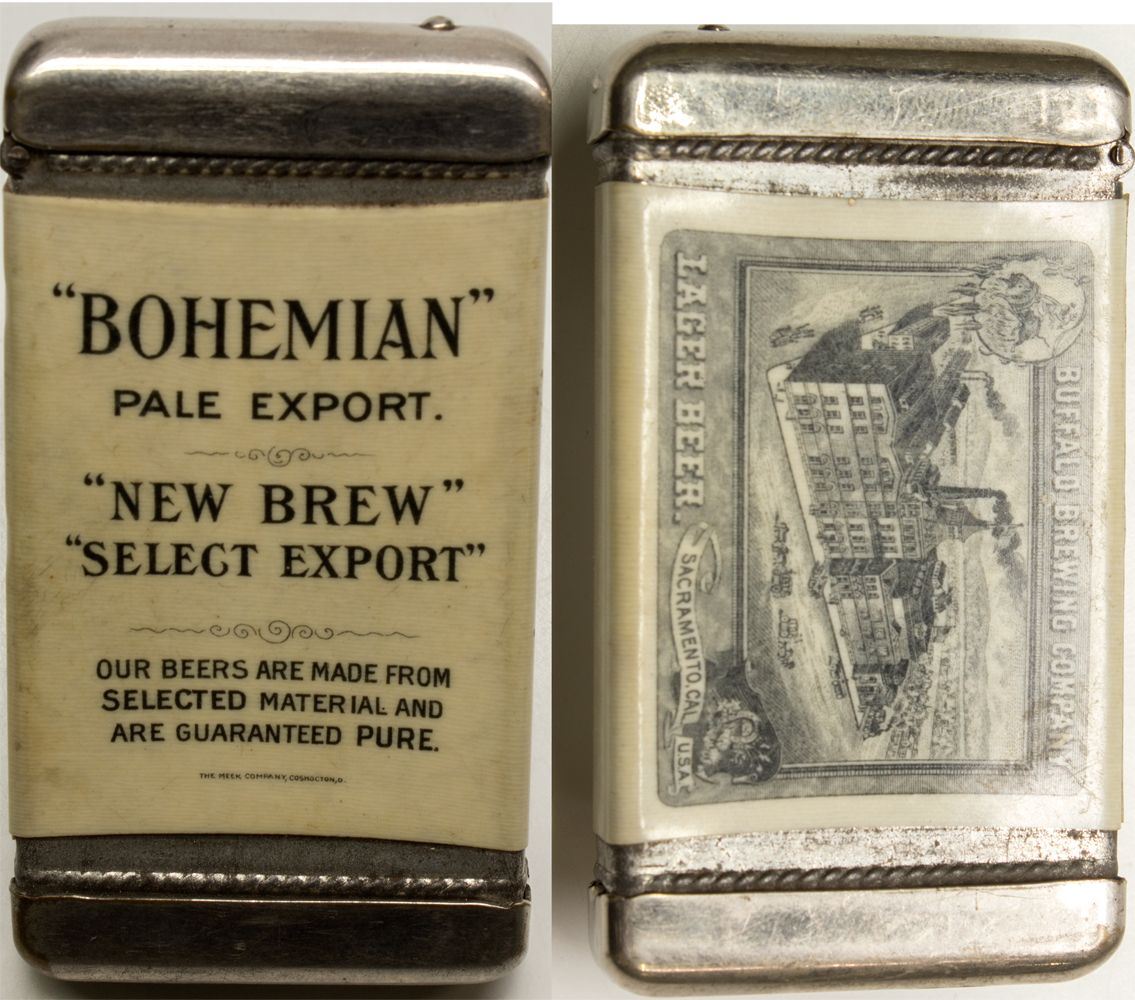 “BOHEMIAN”
PALE EXPORT.
“NEW BREW”
“SELECT EXPORT”
OUR BEERS ARE MADE FROM
SELECTED MATERIAL AND
ARE GUARANTEED PURE.
THE MEEK COMPANY, COSHOCTON, O.
BUFFALO BREWING COMPANY
LAGER BEER.
SACRAMENTO, CAL. U.S.A.